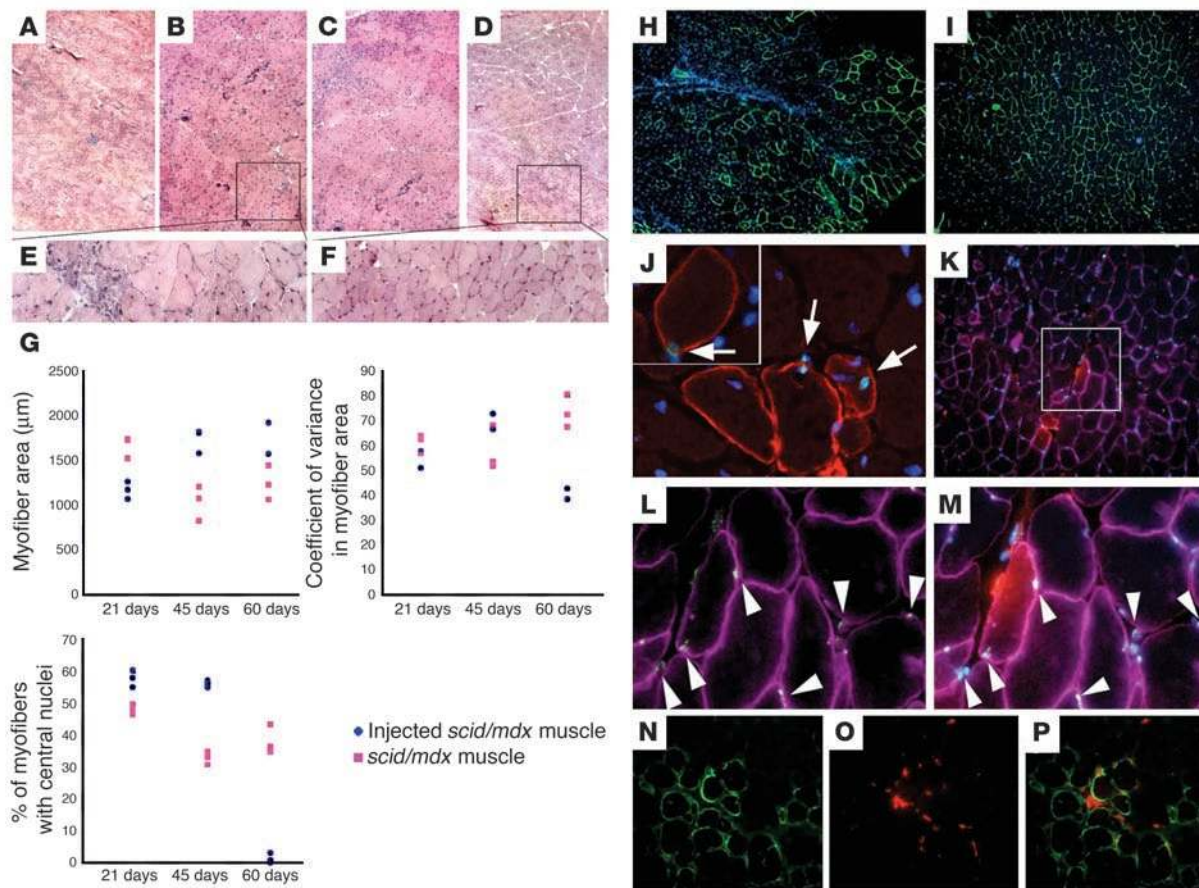 A B C D
E F
G
Myofiber area (μm)
2500
2000
1500
1000
500
0
21 days 45 days 60 days
Coefficient of variance
in myofiber area
90
80
70
60
50
40
30
20
10
0
21 days 45 days 60 days
% of myofibers
with central nuclei
70
60
50
40
30
20
10
0
21 days 45 days 60 days
Injected scid/mdx muscle
scid/mdx muscle
H I
J K
L M
N O P